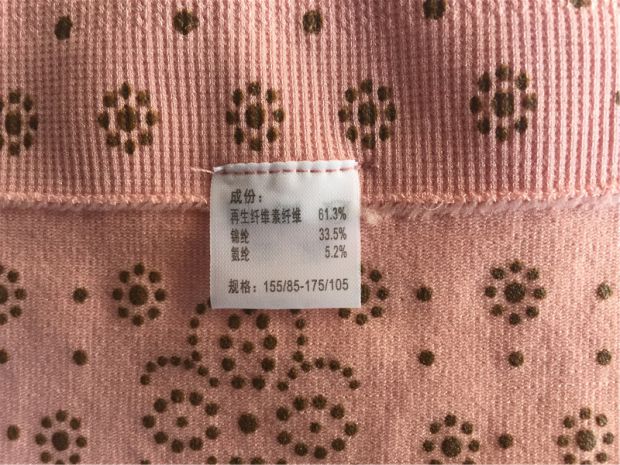 成份：
再生纤维素纤维 61.3%
锦纶 33.5%
氨纶 5.2%
规格：155/85-175/105